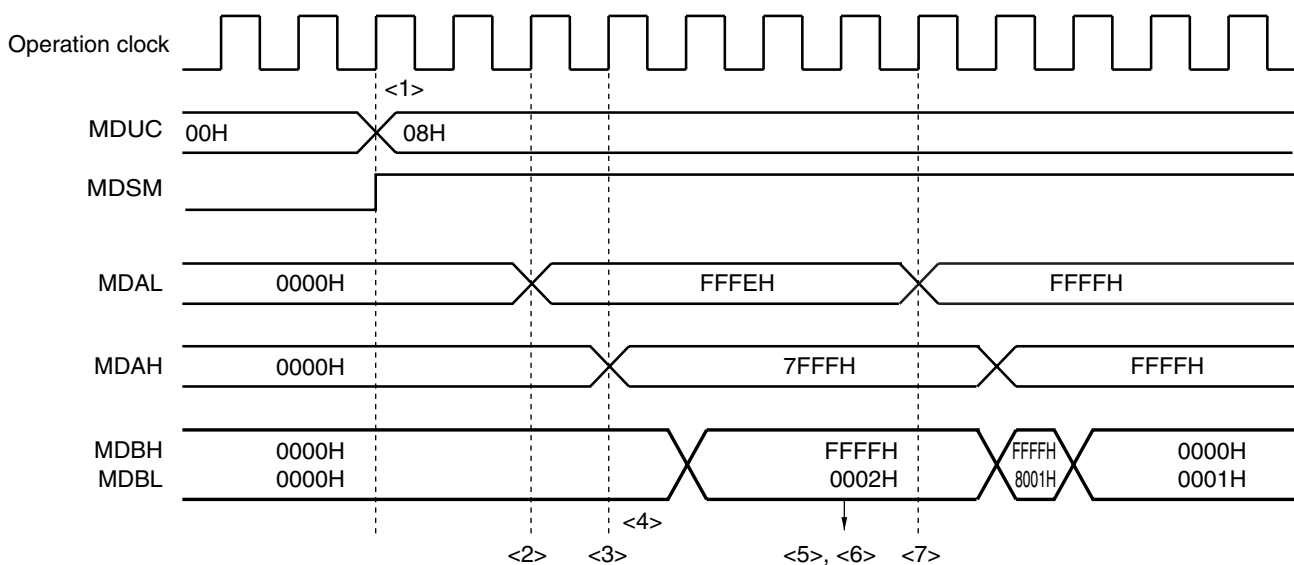 Operation clock
<1>
MDUC 00H 08H
MDSM
MDAL 0000H FFFEH FFFFH
MDAH 0000H 7FFFH FFFFH
MDBH 0000H FFFFH FFFFH 0000H
MDBL 0000H 0002H 8001H 0001H
<4>
<2> <3> <5>, <6> <7>